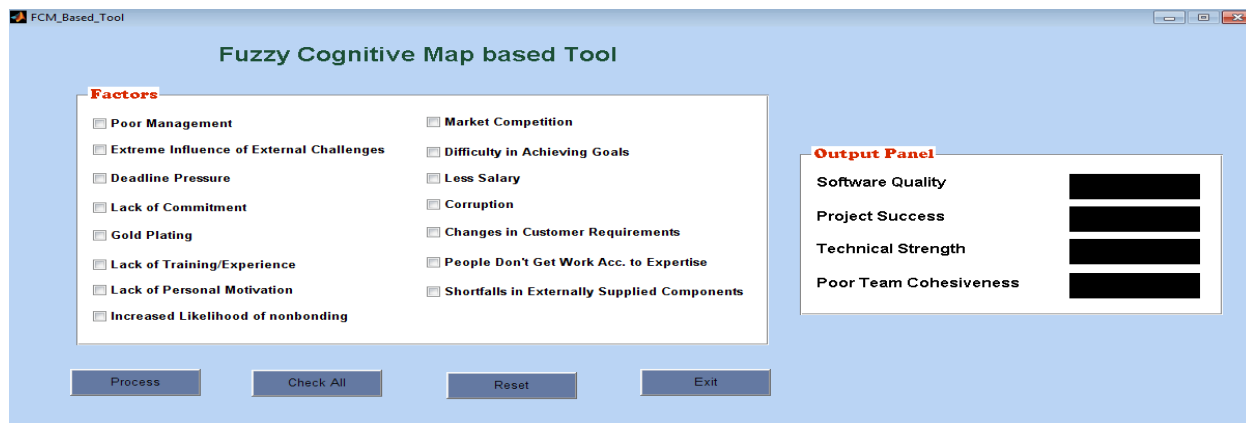 FCM_Based_Tool
Fuzzy Cognitive Map based Tool
Factors
Poor Management
Extreme Influence of External Challenges
Deadline Pressure
Lack of Commitment
Gold Plating
Lack of Training/Experience
Lack of Personal Motivation
Increased Likelihood of nonbonding
Market Competition
Difficulty in Achieving Goals
Less Salary
Corruption
Changes in Customer Requirements
People Don't Get Work Acc. to Expertise
Shortfalls in Externally Supplied Components
Output Panel
Software Quality
Project Success
Technical Strength
Poor Team Cohesiveness
Process
Check All
Reset
Exit